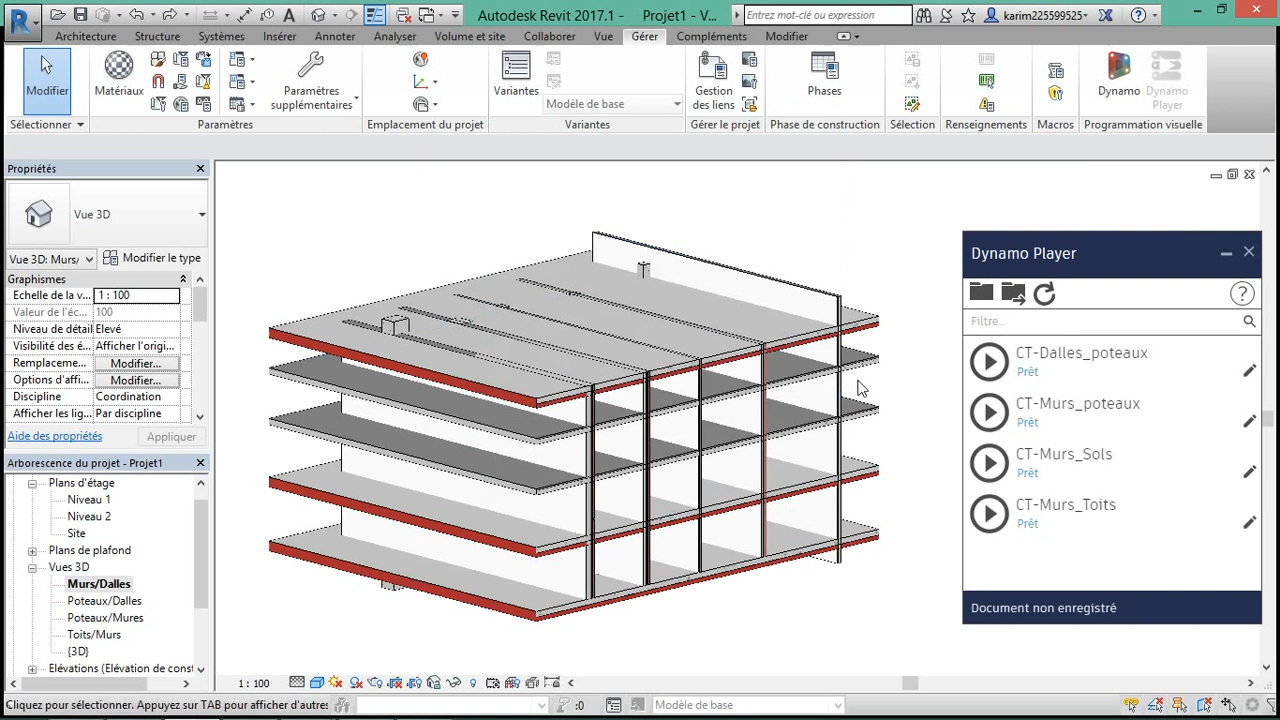 Autodesk Revit 2017.1 - Projet1 - V...
Entrez mot-clé ou expression
karim225599525
Architecture Structure Systèmes Insérer Annoter Analyser Volume et site Collaborer Vue Gérer Compléments Modifier
Modifier
Matériaux
Paramètres
supplémentaires
Variantes
Modèle de base
Gestion
des liens
Phases
Dynamo
Dynamo
Player
Sélectionner
Paramètres
Emplacement du projet
Variantes
Gérer le projet
Phase de construction
Sélection
Renseignements
Macros
Programmation visuelle
Propriétés
Vue 3D
Vue 3D: Murs/
Modifier le type
Graphismes
Echelle de la v... 1 : 100
Valeur de l'éc... 100
Niveau de détail Elevé
Visibilité des é... Afficher l'origi...
Remplaceme... Modifier...
Options d'affi... Modifier...
Discipline Coordination
Afficher les lig... Par discipline
Aide des propriétés
Appliquer
Arborescence du projet - Projet1
Plans d'étage
Niveau 1
Niveau 2
Site
Plans de plafond
Vues 3D
Murs/Dalles
Poteaux/Dalles
Poteaux/Mures
Toits/Murs
{3D}
Elévations (Elévation de const
Dynamo Player
Filtre...
CT-Dalles_poteaux
Prêt
CT-Murs_poteaux
Prêt
CT-Murs_Sols
Prêt
CT-Murs_Toits
Prêt
Document non enregistré
1 : 100
Cliquez pour sélectionner. Appuyez sur TAB pour afficher d'autres
:0
Modèle de base